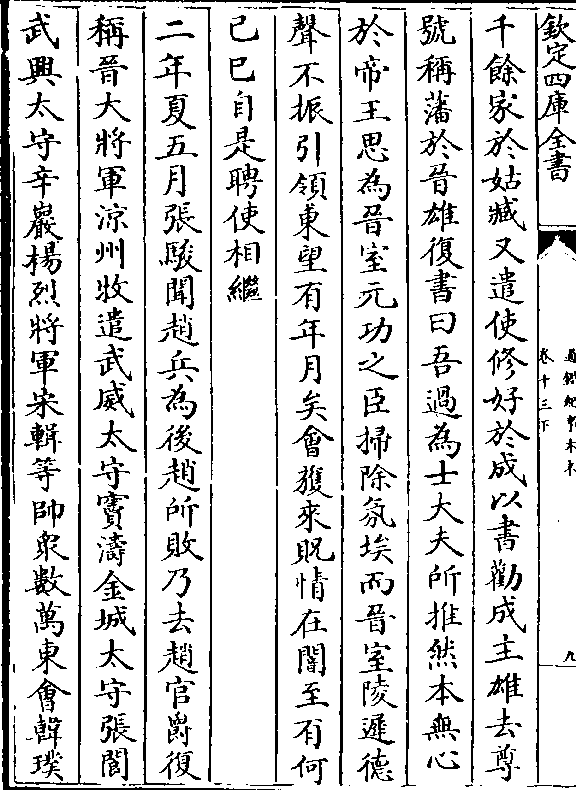 欽定四庫全書
通鑑紀事本末
卷十三下
九
千餘家於姑臧又遣使修好於成以書勸成主雄去尊
號稱藩於晉雄復書曰吾過為士大夫所推然本無心
於帝王思為晉室元功之臣掃除氛埃而晉室陵遲德
聲不振引領東望有年月矣會獲來貺情在闇至有何
已已自是聘使相繼
二年夏五月張駿聞趙兵為後趙所敗乃去趙官爵復
稱晉大將軍涼州牧遣武威太守竇濤金城太守張閬
武興太守辛巖楊烈將軍宋輯等帥衆數萬東會韓璞